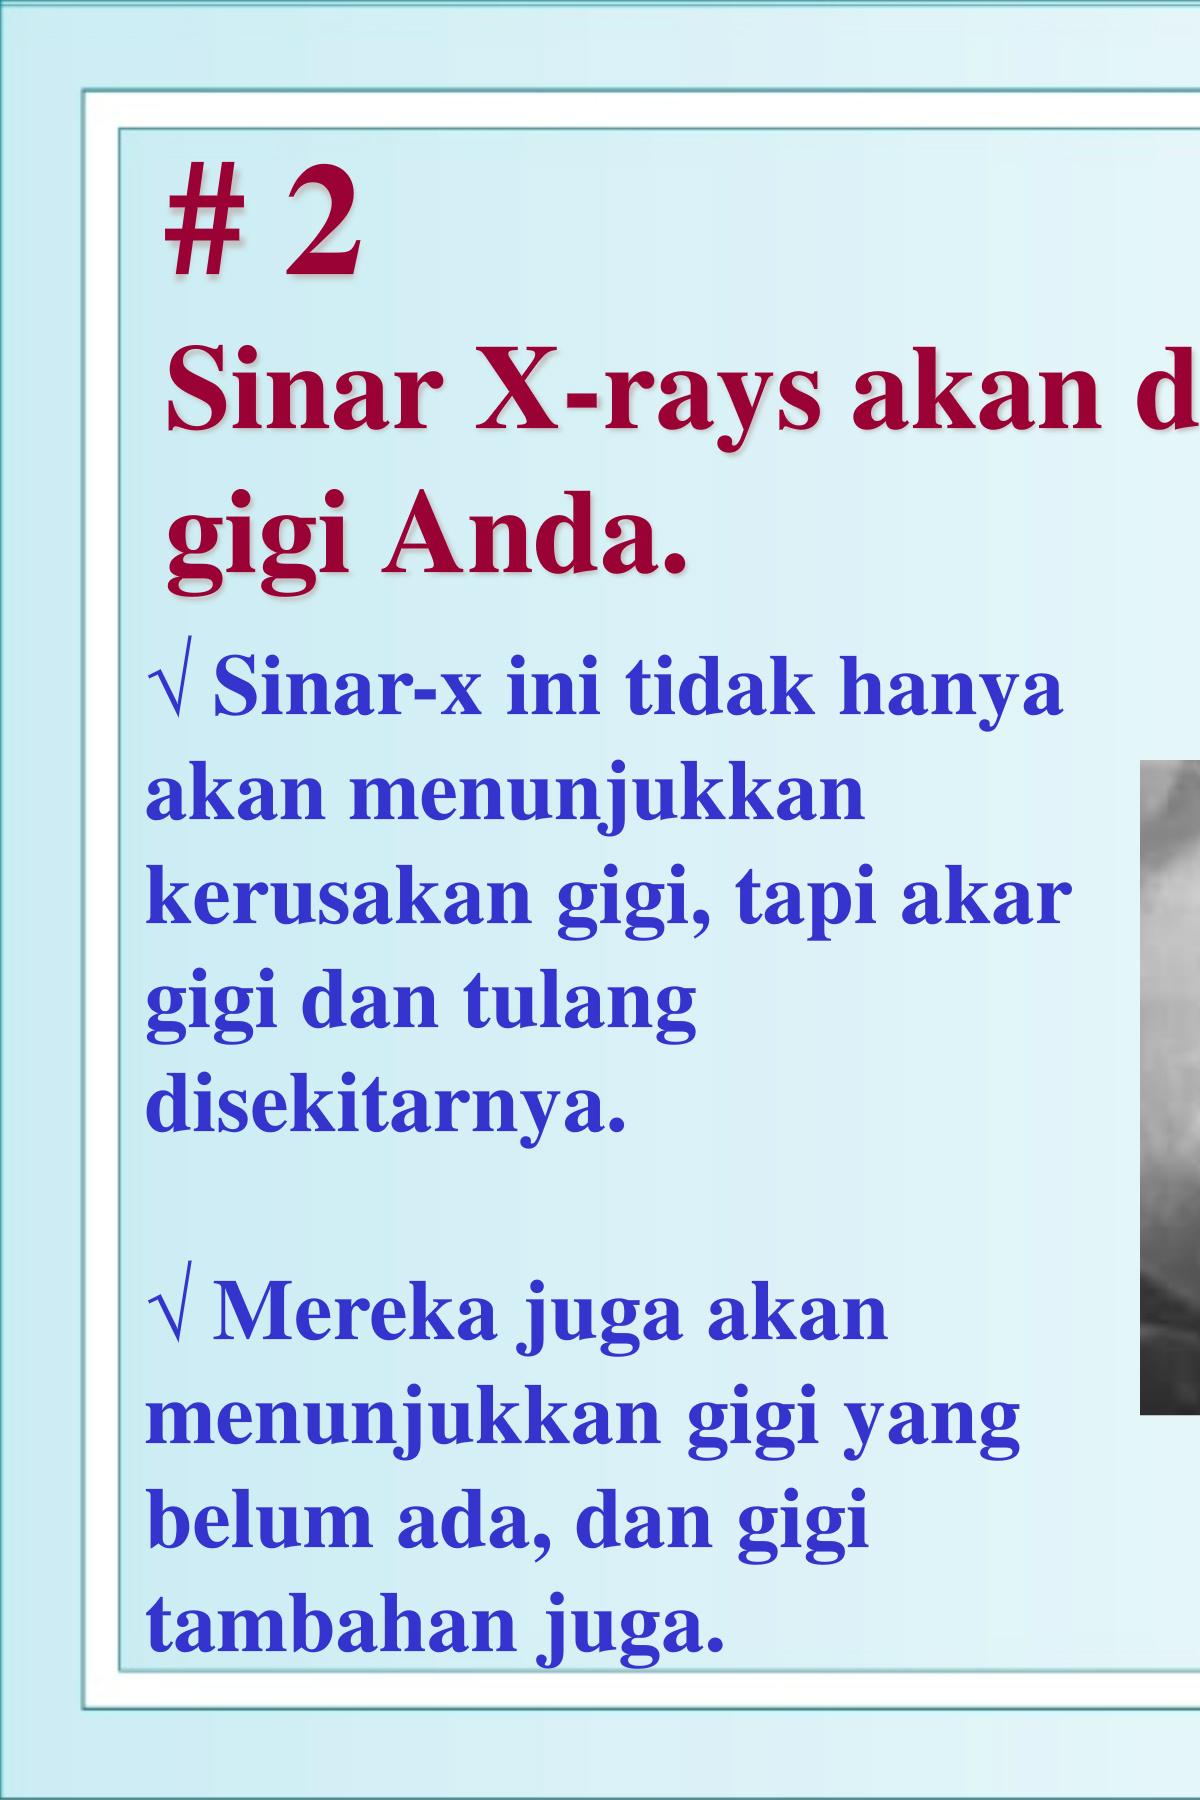 # 2
Sinar X-rays akan
gigi Anda.
√ Sinar-x ini tidak hanya
akan menunjukkan
kerusakan gigi, tapi akar
gigi dan tulang
disekitarnya.
√ Mereka juga akan
menunjukkan gigi yang
belum ada, dan gigi
tambahan juga.